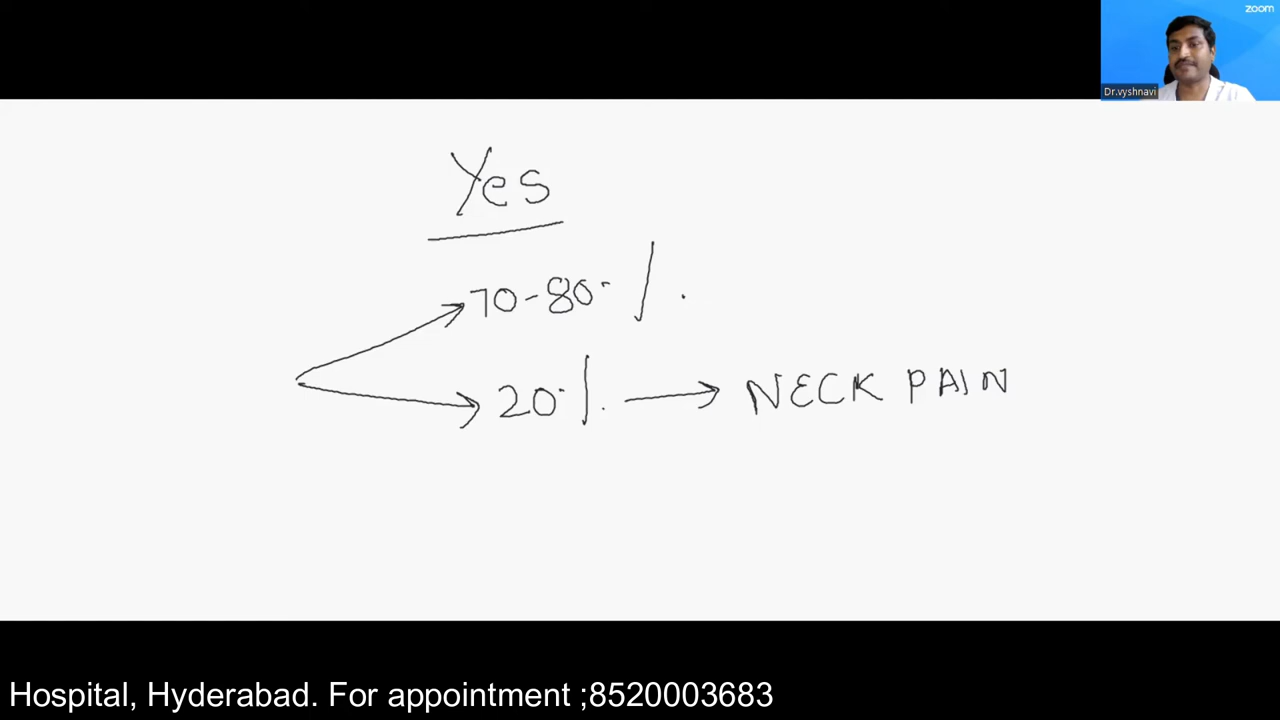 zoom
Dr.vyshnavi
Yes
70-80%.
20%. → NECK PAIN
Hospital, Hyderabad. For appointment ;8520003683